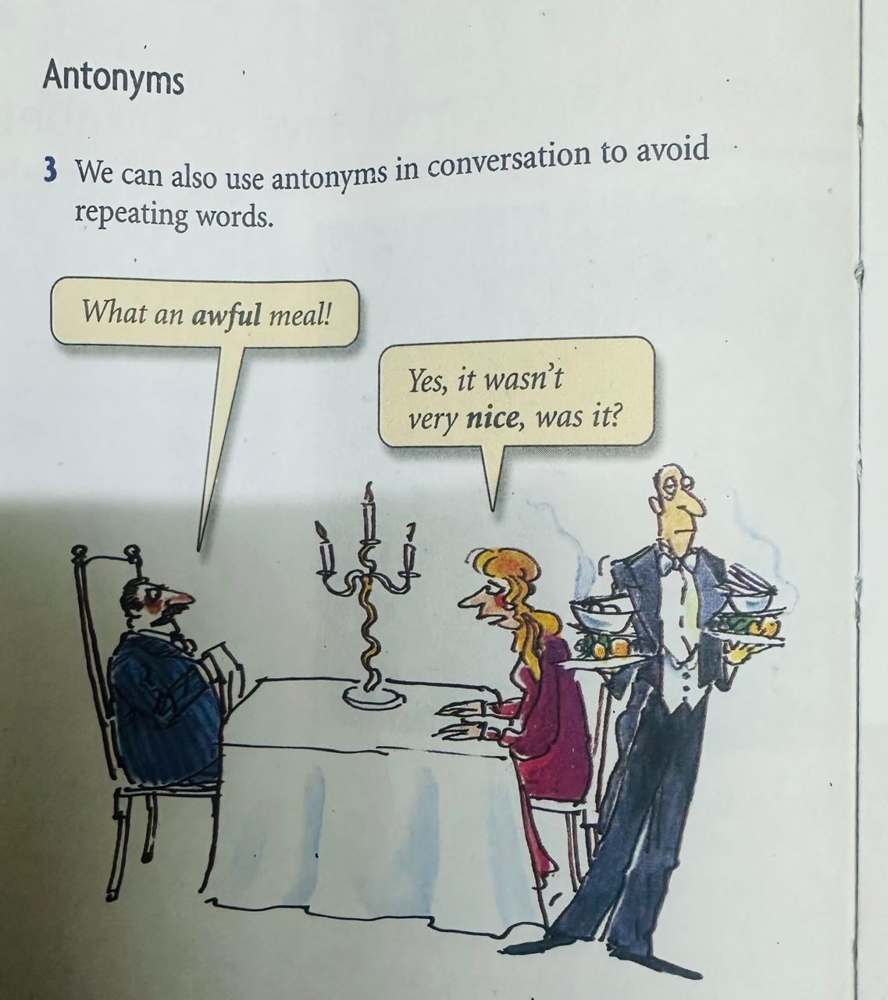 Antonyms
3 We can also use antonyms in conversation to avoid
repeating words.
What an awful meal!
Yes, it wasn't
very nice, was it?